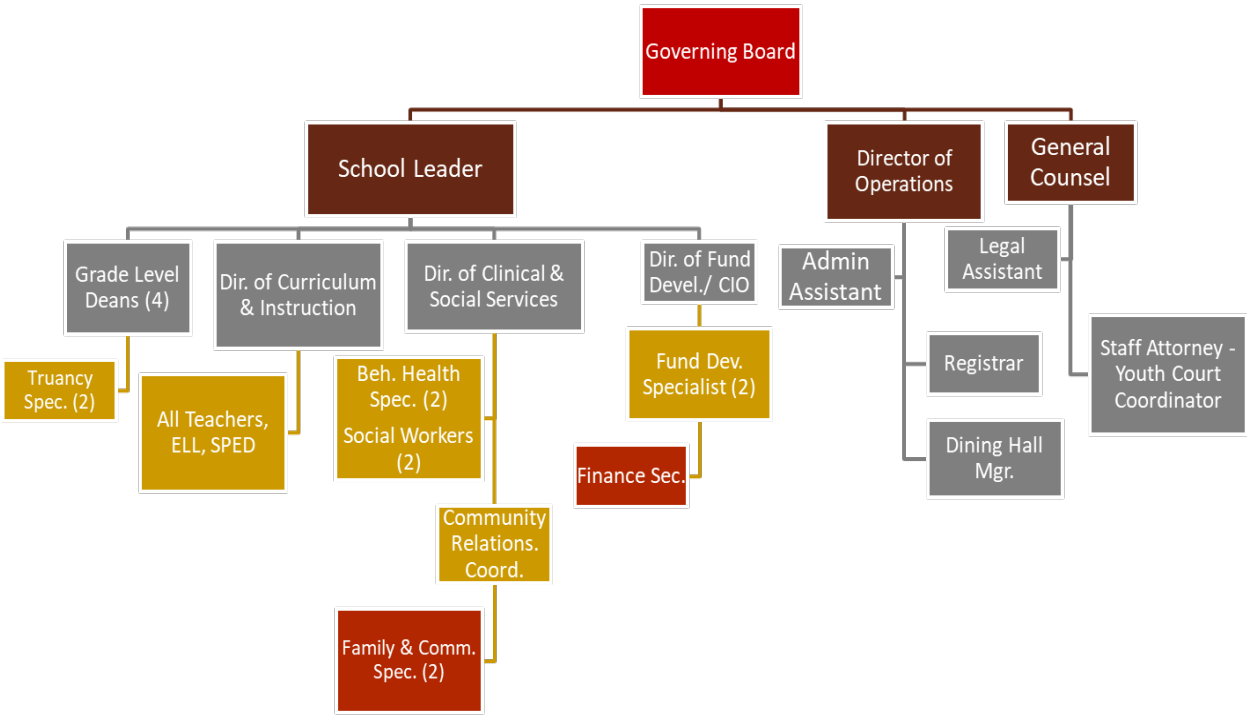 Governing Board
School Leader
Director of
Operations
General
Counsel
Grade Level
Deans (4)
Dir. of Curriculum
& Instruction
Dir. of Clinical &
Social Services
Dir. of Fund
Devel./ CIO
Admin
Assistant
Legal
Assistant
Truancy
Spec. (2)
All Teachers,
ELL, SPED
Beh. Health
Spec. (2)
Social Workers
(2)
Fund Dev.
Specialist (2)
Registrar
Staff Attorney -
Youth Court
Coordinator
Finance Sec.
Dining Hall
Mgr.
Community
Relations.
Coord.
Family & Comm.
Spec. (2)